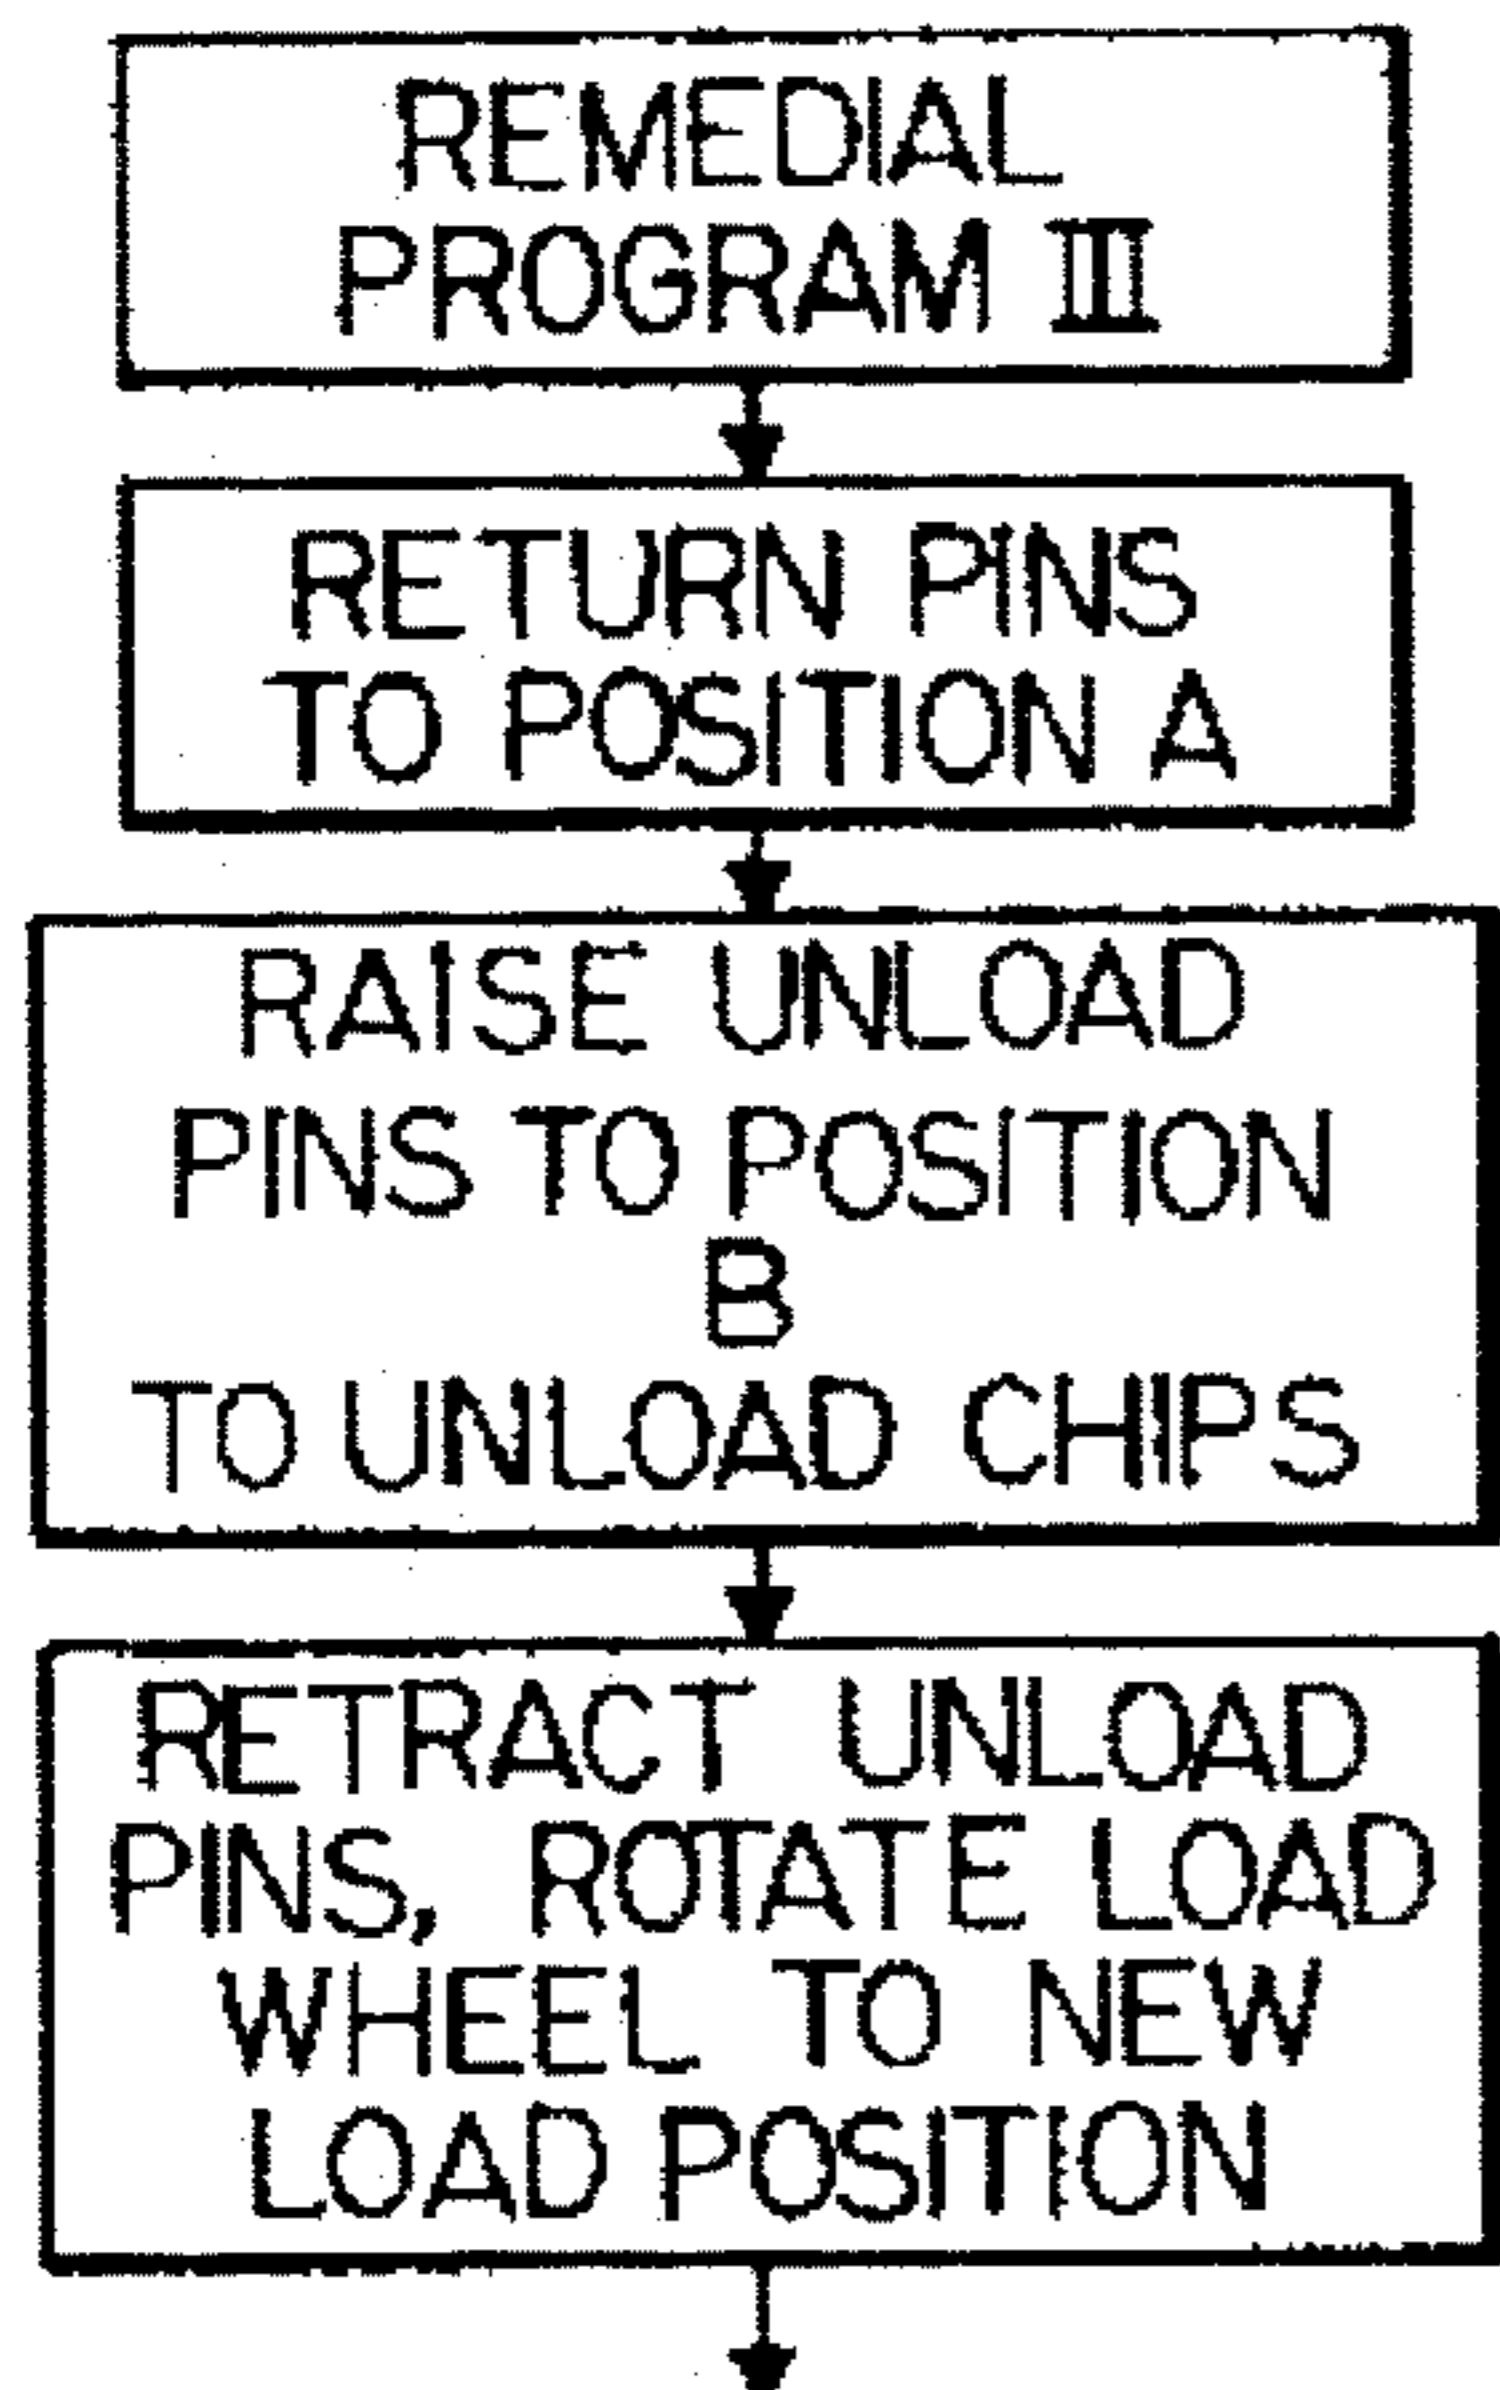 REMEDIAL
PROGRAM III
RETURN PINS
TO POSITION A
RAISE UNLOAD
PINS TO POSITION
B
TO UNLOAD CHIPS
RETRACT UNLOAD
PINS, ROTATE LOAD
WHEEL TO NEW
LOAD POSITION